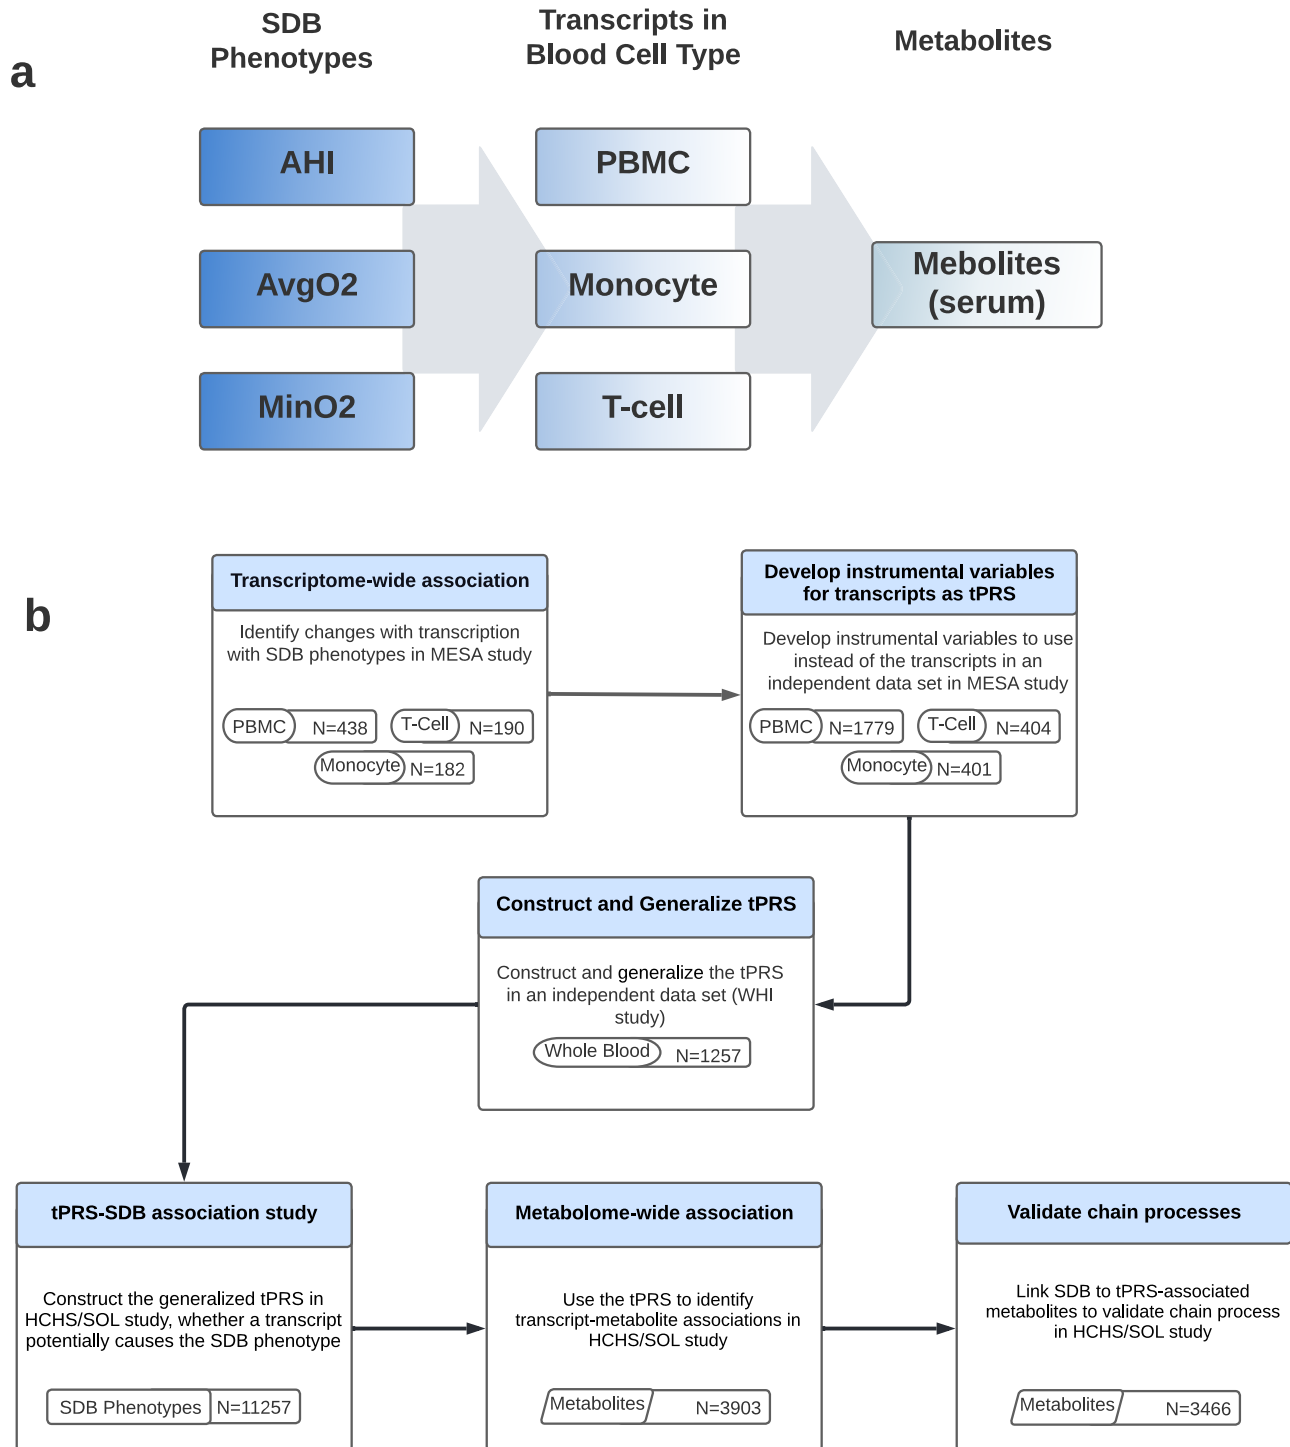 SDB
Phenotypes
Transcripts in
Blood Cell Type
Metabolites
a
AHI
PBMC
AvgO2
Monocyte
Mebolites
(serum)
MinO2
T-cell
b
Transcriptome-wide association
Identify changes with transcription
with SDB phenotypes in MESA study
PBMC N=438
T-Cell N=190
Monocyte N=182
Develop instrumental variables
for transcripts as tPRS
Develop instrumental variables to use
instead of the transcripts in an
independent data set in MESA study
PBMC N=1779
T-Cell N=404
Monocyte N=401
Construct and Generalize tPRS
Construct and generalize the tPRS
in an independent data set (WHI
study)
Whole Blood N=1257
tPRS-SDB association study
Construct the generalized tPRS in
HCHS/SOL study, whether a transcript
potentially causes the SDB phenotype
SDB Phenotypes N=11257
Metabolome-wide association
Use the tPRS to identify
transcript-metabolite associations in
HCHS/SOL study
Metabolites N=3903
Validate chain processes
Link SDB to tPRS-associated
metabolites to validate chain process
in HCHS/SOL study
Metabolites N=3466